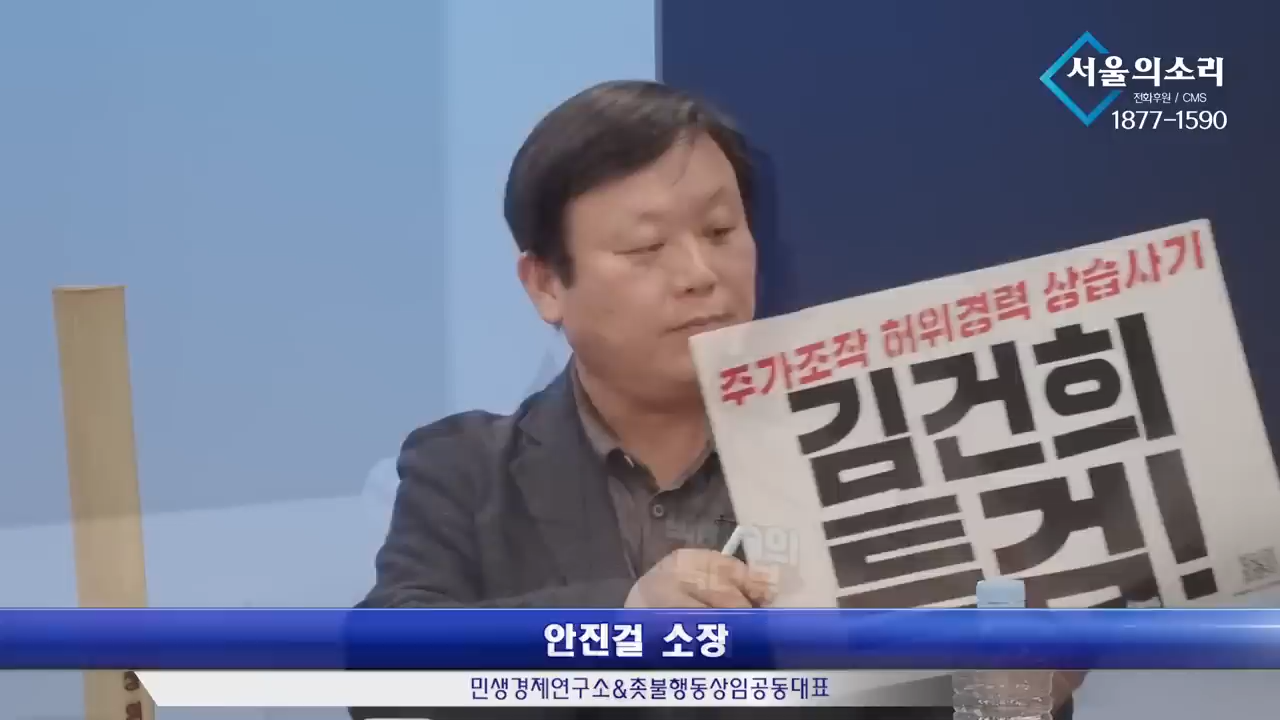 서울의소리
전화후원 / CMS
1877-1590
주가조작 허위경력 상습사기
김건희
특검!
안진걸 소장
민생경제연구소&촛불행동상임공동대표